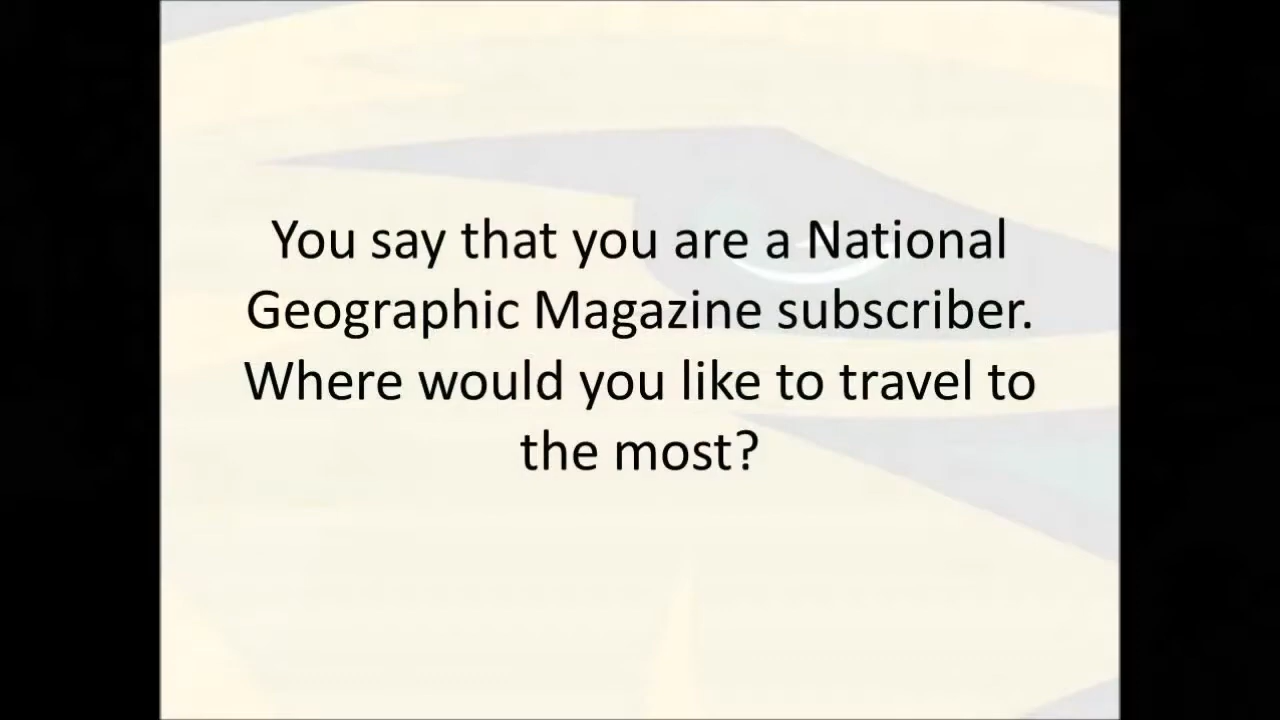 You say that you are a National
Geographic Magazine subscriber.
Where would you like to travel to
the most?